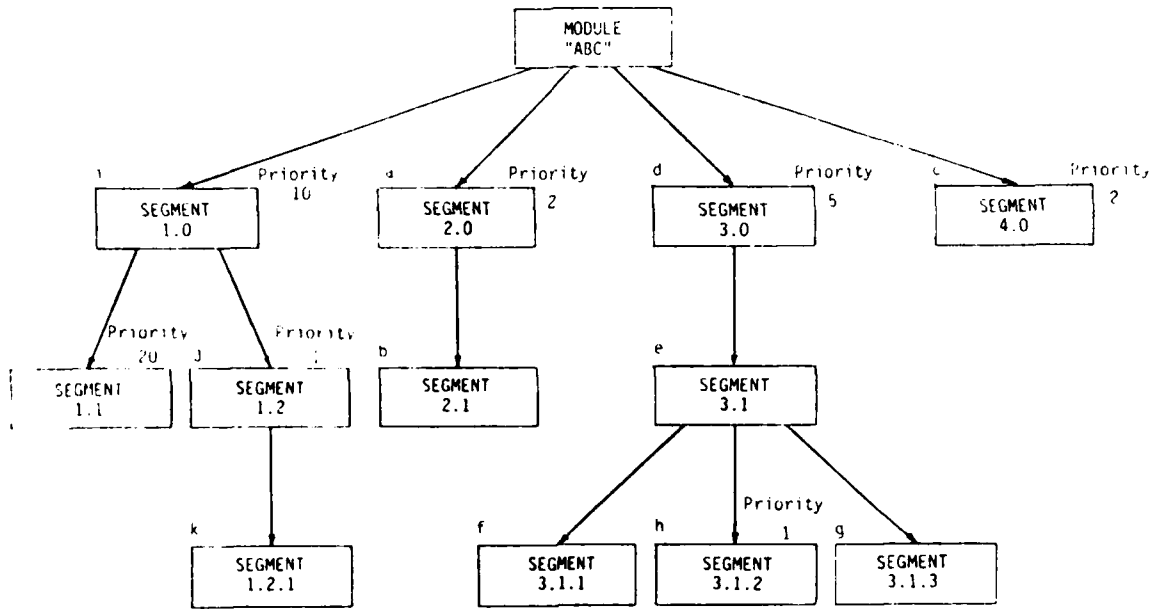 MODULE
"ABC"
Priority
10
a
Priority
2
d
Priority
5
c
Priority
2
SEGMENT
1.0
SEGMENT
2.0
SEGMENT
3.0
SEGMENT
4.0
Priority
20
J
Priority
b
e
SEGMENT
1.1
SEGMENT
1.2
SEGMENT
2.1
SEGMENT
3.1
k
f
h
Priority
1
g
SEGMENT
1.2.1
SEGMENT
3.1.1
SEGMENT
3.1.2
SEGMENT
3.1.3